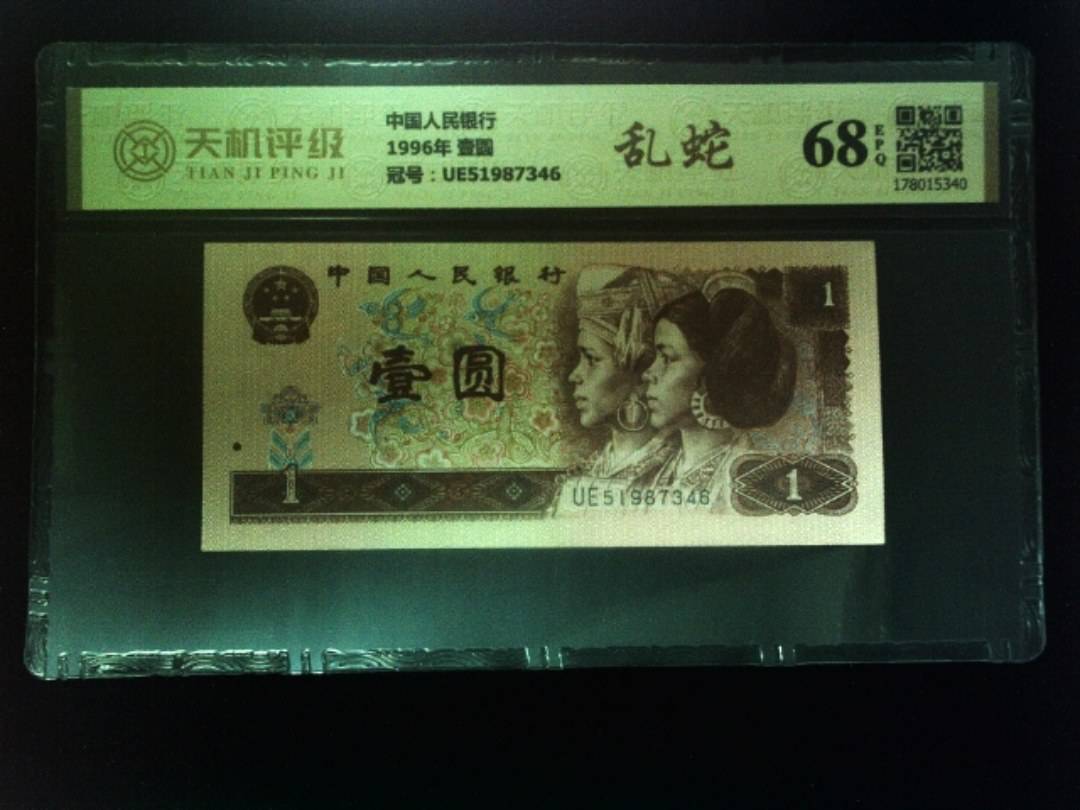 天机评级
TIAN JI PING JI
中国人民银行
1996年 壹圆
冠号：UE51987346
乱蛇
68
EPQ
178015340
中国人民银行
1
壹圆
1
UE51987346
1